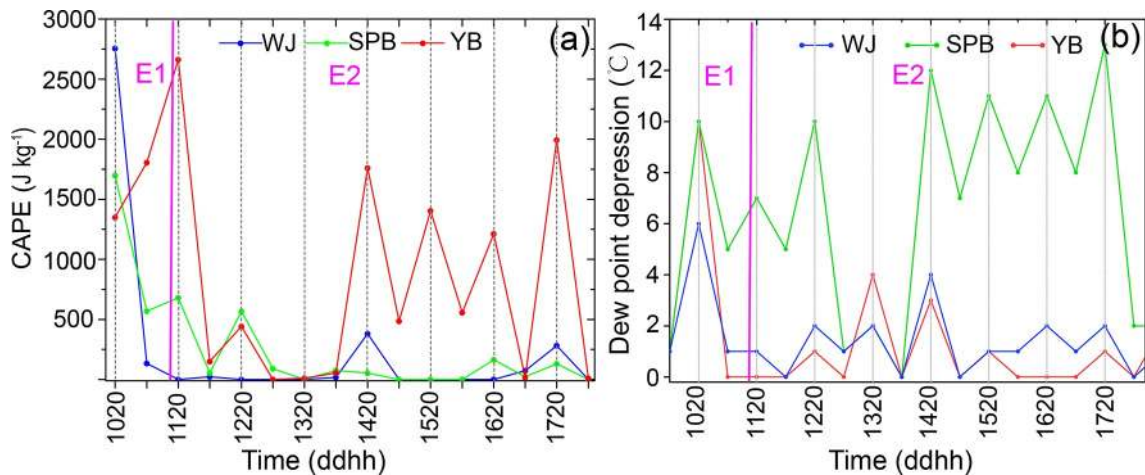 3000
2500
2000
1500
1000
500
CAPE (J kg⁻¹)
WJ SPB YB
(a)
E1
E2
1020
1120
1220
1320
1420
1520
1620
1720
Time (ddhh)
14
12
10
8
6
4
2
0
Dew point depression (℃)
WJ SPB YB
(b)
E1
E2
1020
1120
1220
1320
1420
1520
1620
1720
Time (ddhh)